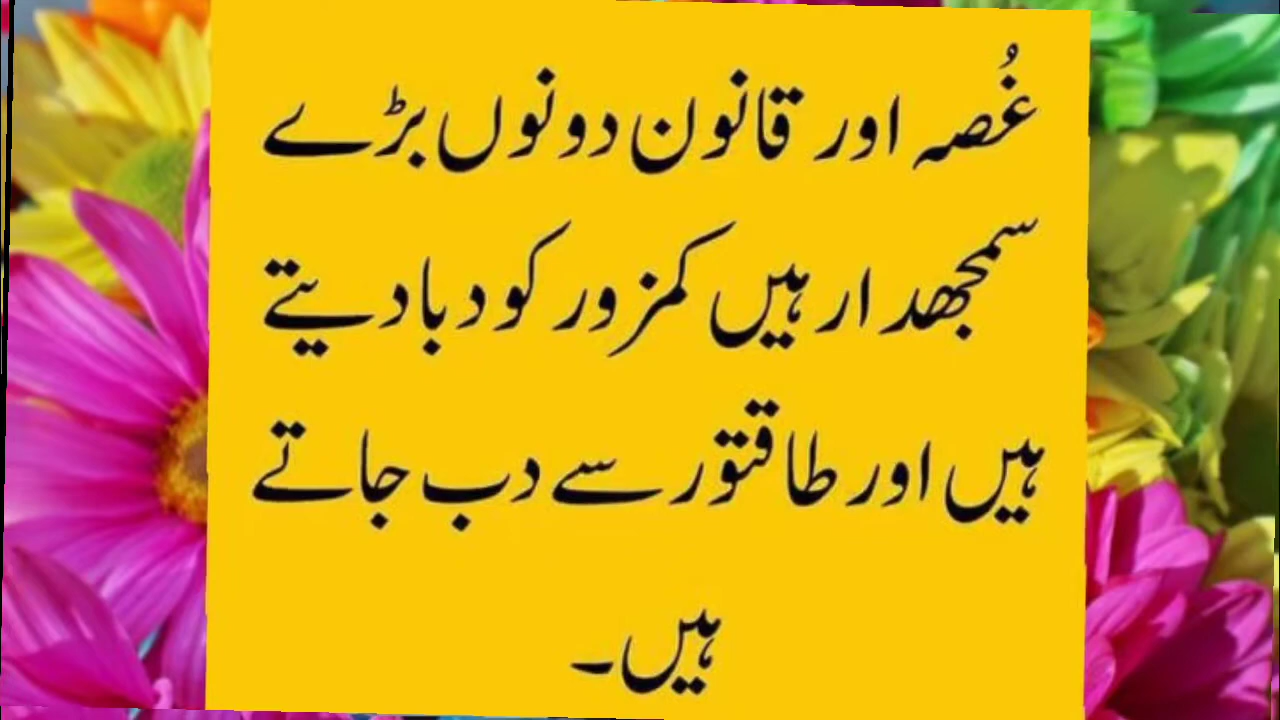 غُصہ اور قانون دونوں بڑے
سمجھدار ہیں کمزور کو دبا دیتے
ہیں اور طاقتور سے دب جاتے
ہیں۔